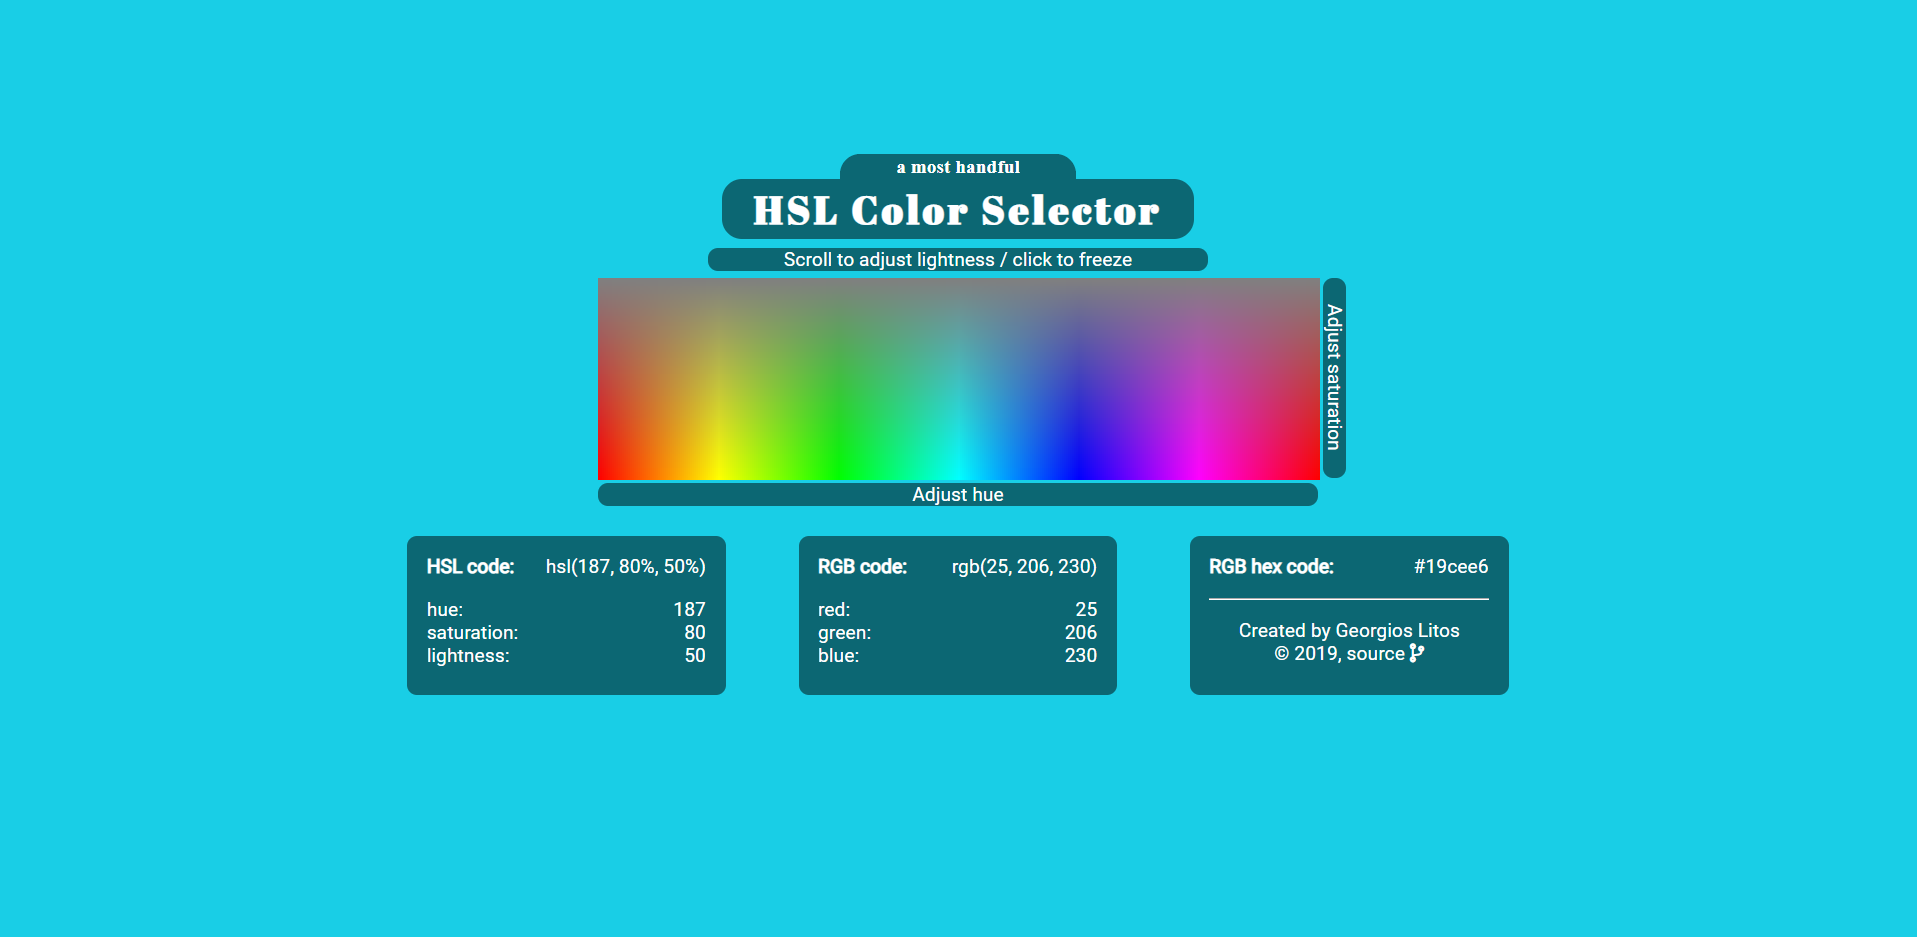 a most handful
HSL Color Selector
Scroll to adjust lightness / click to freeze
Adjust saturation
Adjust hue
HSL code: hsl(187, 80%, 50%)
hue: 187
saturation: 80
lightness: 50
RGB code: rgb(25, 206, 230)
red: 25
green: 206
blue: 230
RGB hex code: #19cee6
Created by Georgios Litos
© 2019, source